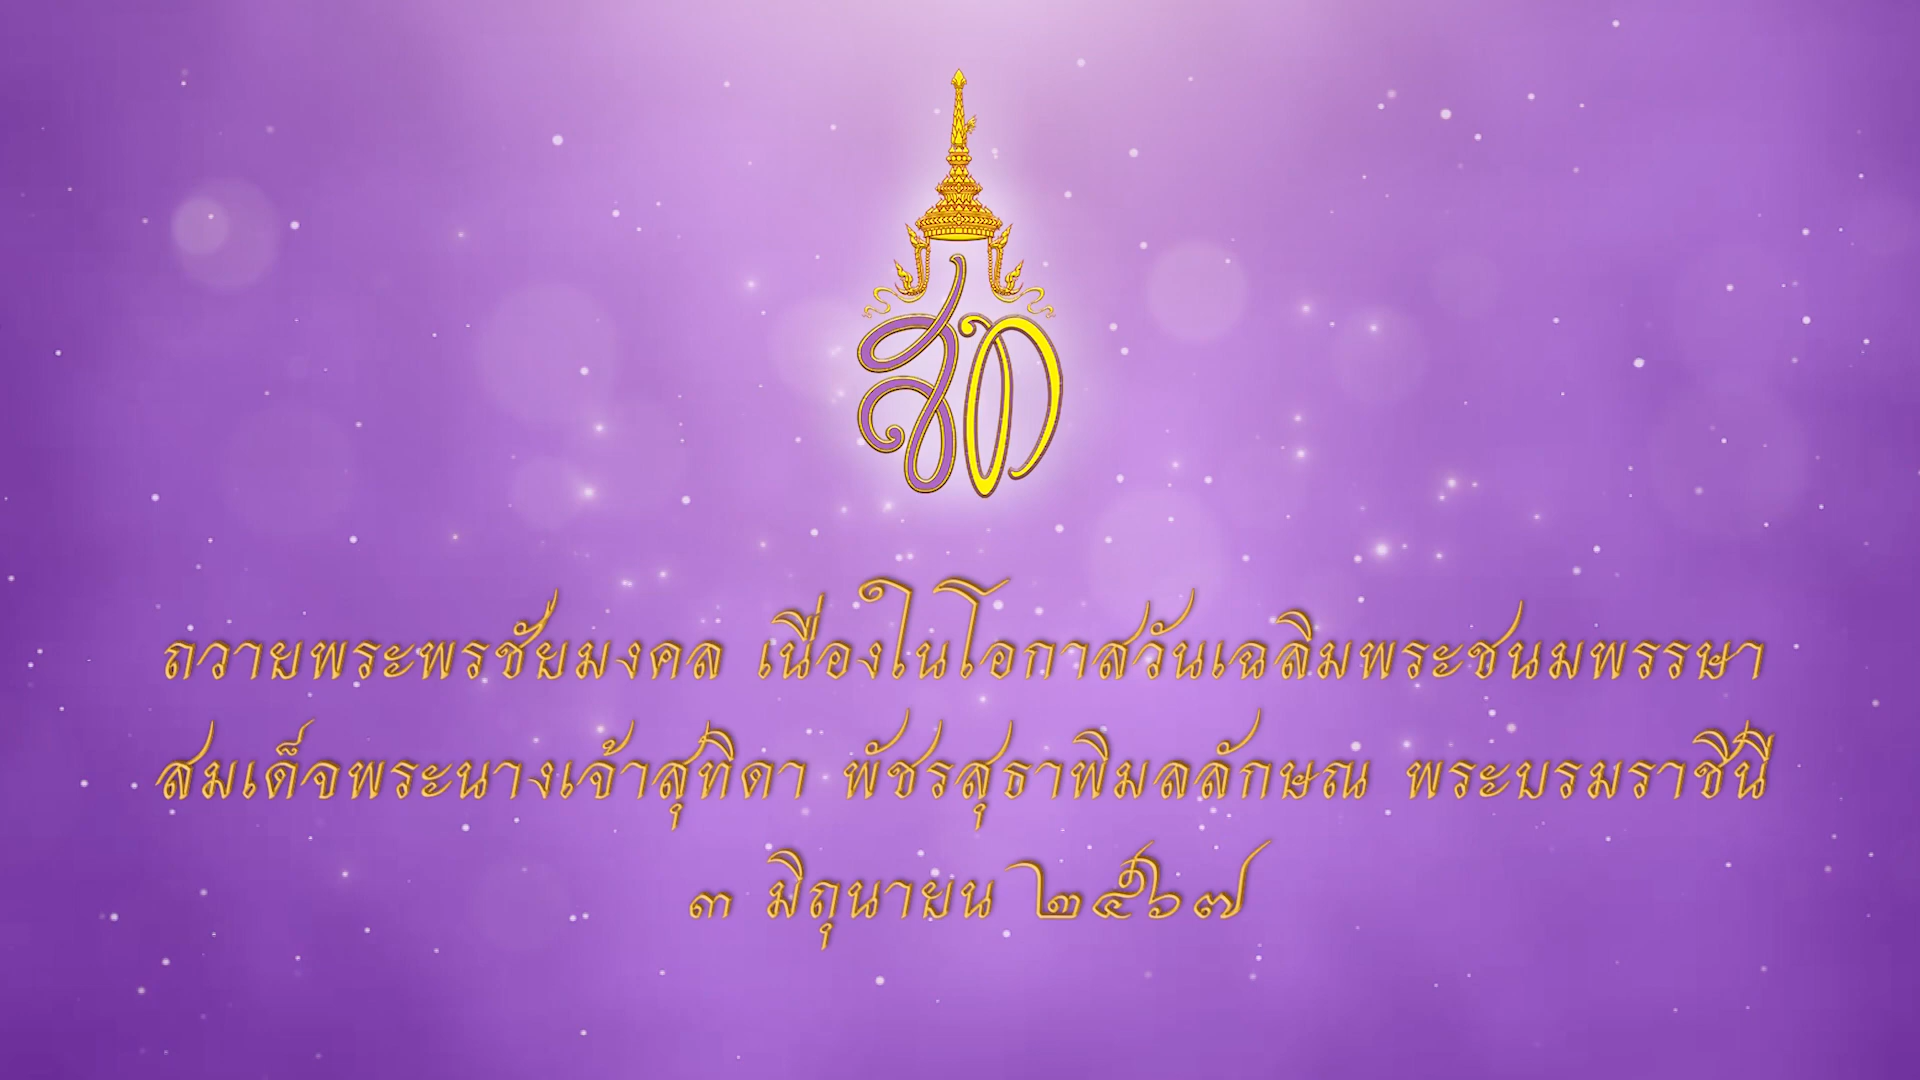 สท
ถวายพระพรชัยมงคล เนื่องในโอกาสวันเฉลิมพระชนมพรรษา
สมเด็จพระนางเจ้าสุทิดา พัชรสุธาพิมลลักษณ พระบรมราชินี
๓ มิถุนายน ๒๕๖๗